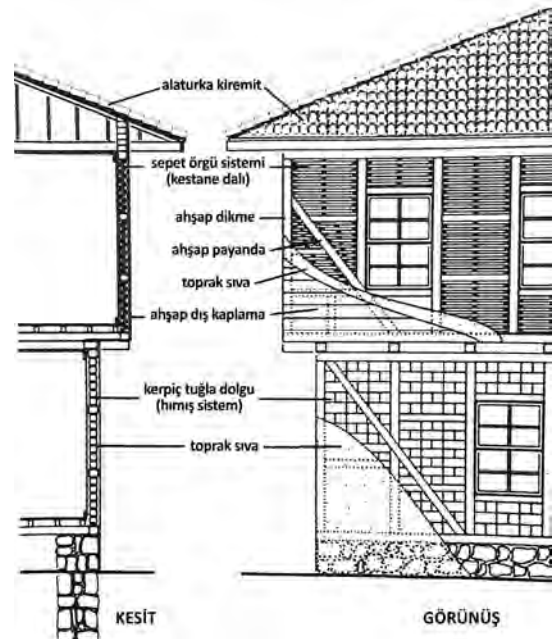 alaturka kiremit
sepet örgü sistemi
(kestane dalı)
ahşap dikme
ahşap payanda
toprak sıva
ahşap dış kaplama
kerpiç tuğla dolgu
(hımış sistem)
toprak sıva
KESİT
GÖRÜNÜŞ